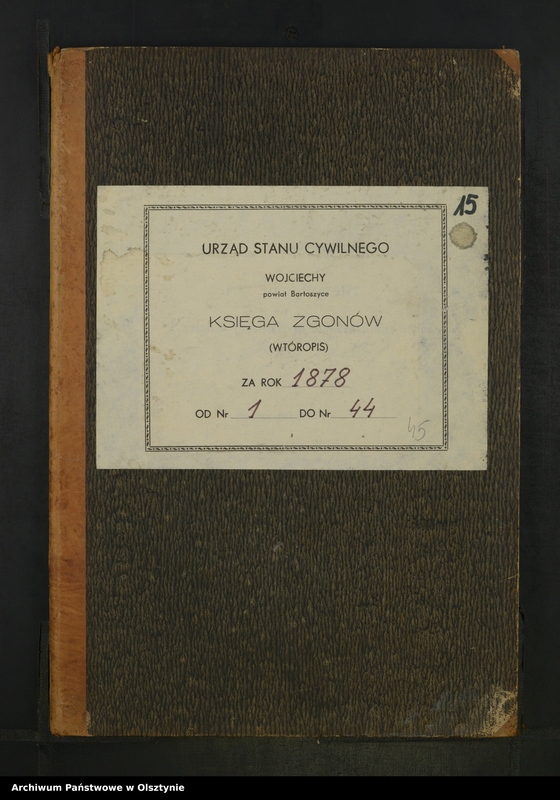 15
URZĄD STANU CYWILNEGO
WOJCIECHY
powiat Bartoszyce
KSIĘGA ZGONÓW
(WTÓROPIS)
ZA ROK 1878
OD Nr 1 DO Nr 44
45
Archiwum Państwowe w Olsztynie